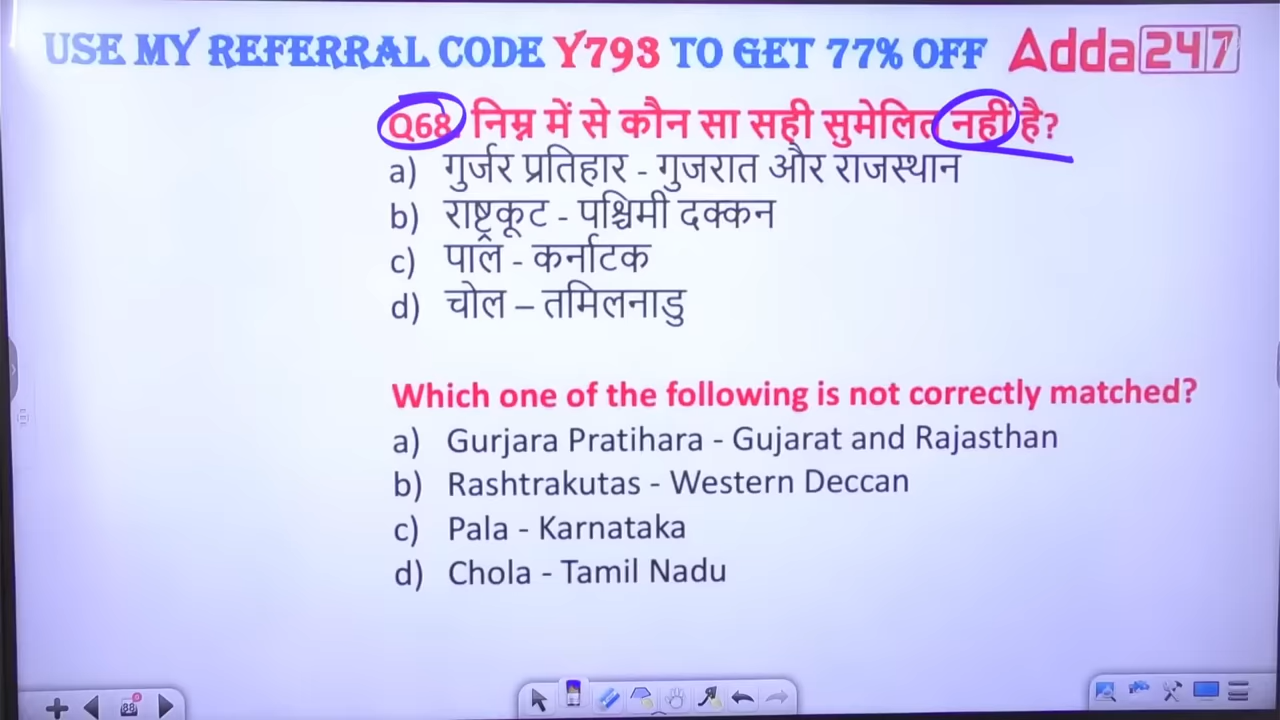 USE MY REFERRAL CODE Y793 TO GET 77% OFF Adda247
Q68. निम्न में से कौन सा सही सुमेलित नहीं है?
a) गुर्जर प्रतिहार - गुजरात और राजस्थान
b) राष्ट्रकूट - पश्चिमी दक्कन
c) पाल - कर्नाटक
d) चोल – तमिलनाडु
Which one of the following is not correctly matched?
a) Gurjara Pratihara - Gujarat and Rajasthan
b) Rashtrakutas - Western Deccan
c) Pala - Karnataka
d) Chola - Tamil Nadu
88